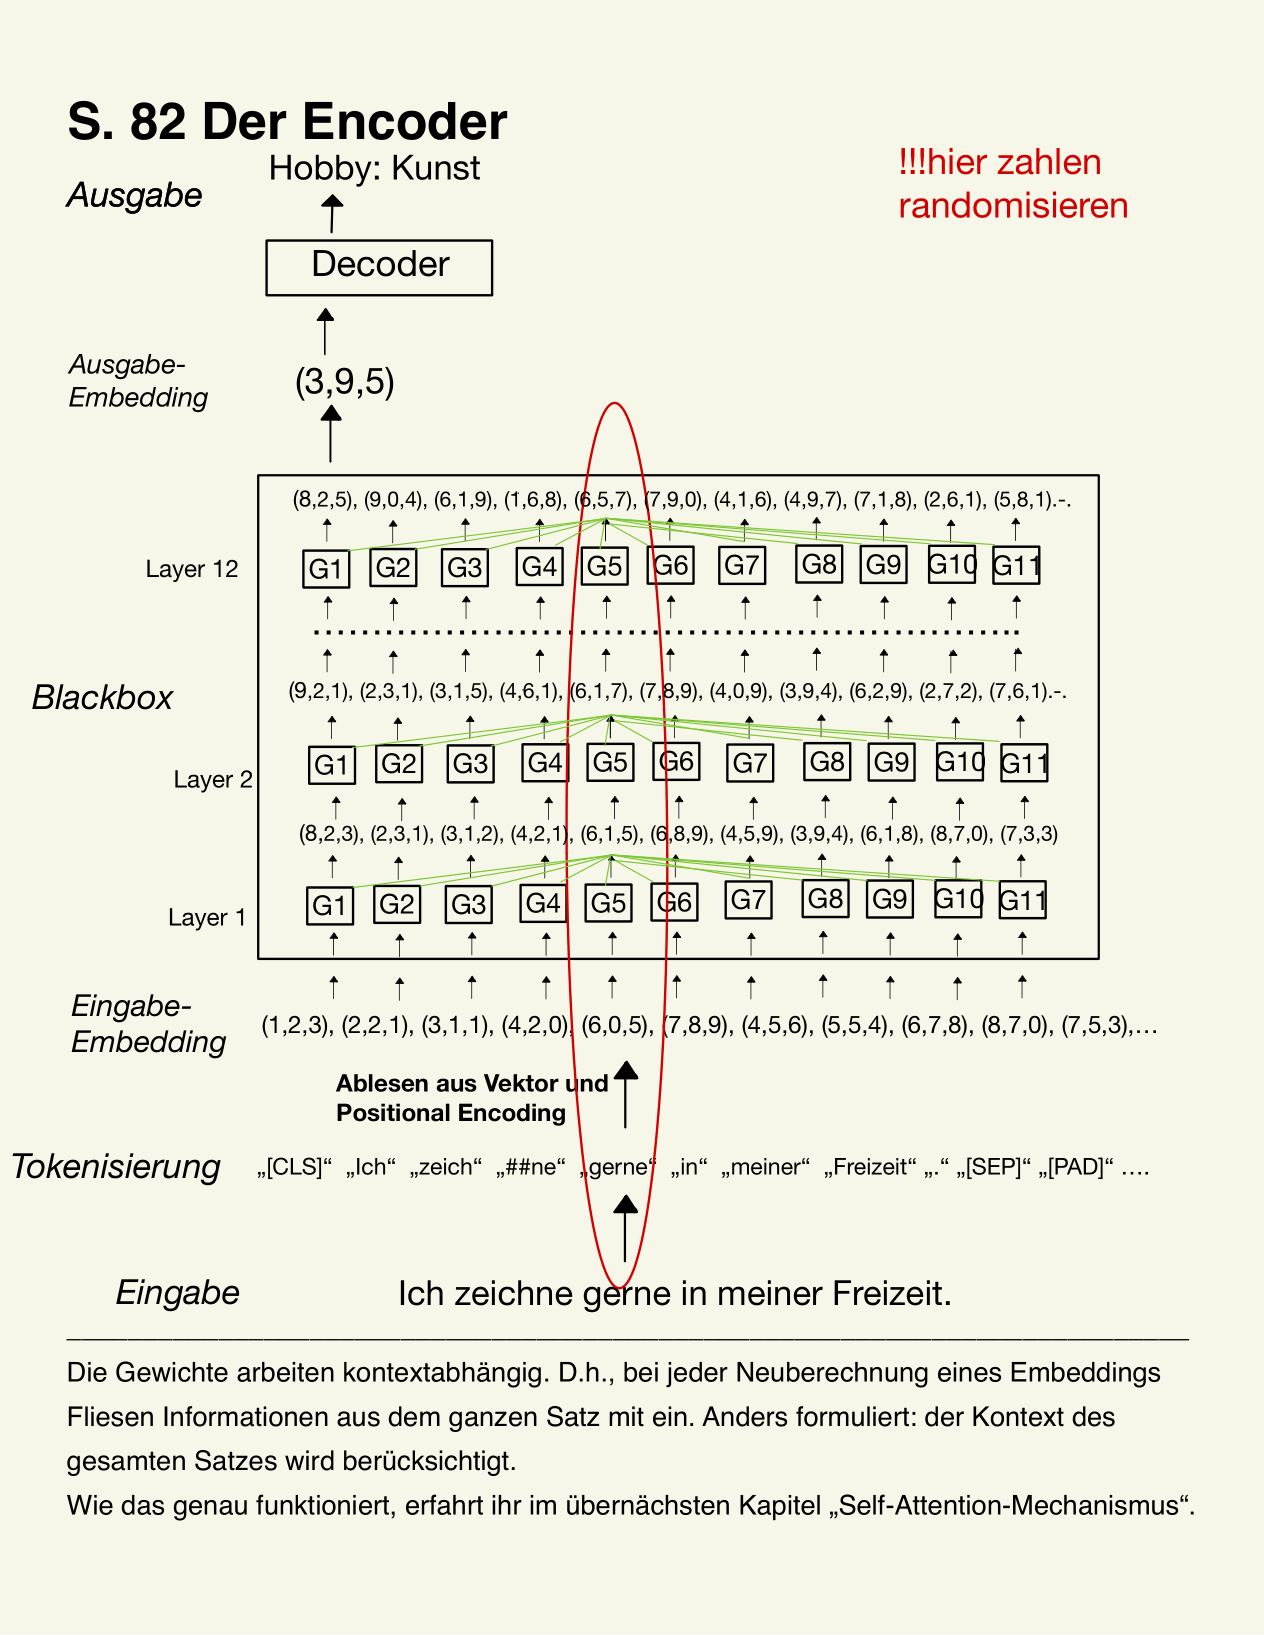 S. 82 Der Encoder
Hobby: Kunst
!!!hier zahlen
randomisieren
Ausgabe
Decoder
Ausgabe-
Embedding
(3,9,5)
(8,2,5), (9,0,4), (6,1,9), (1,6,8), (6,5,7), (7,9,0), (4,1,6), (4,9,7), (7,1,8), (2,6,1), (5,8,1).-.
Layer 12
G1 G2 G3 G4 G5 G6 G7 G8 G9 G10 G11
Blackbox
(9,2,1), (2,3,1), (3,1,5), (4,6,1), (6,1,7), (7,8,9), (4,0,9), (3,9,4), (6,2,9), (2,7,2), (7,6,1).-.
Layer 2
G1 G2 G3 G4 G5 G6 G7 G8 G9 G10 G11
(8,2,3), (2,3,1), (3,1,2), (4,2,1), (6,1,5), (6,8,9), (4,5,9), (3,9,4), (6,1,8), (8,7,0), (7,3,3)
Layer 1
G1 G2 G3 G4 G5 G6 G7 G8 G9 G10 G11
Eingabe-
Embedding
(1,2,3), (2,2,1), (3,1,1), (4,2,0), (6,0,5), (7,8,9), (4,5,6), (5,5,4), (6,7,8), (8,7,0), (7,5,3),…
Ablesen aus Vektor und
Positional Encoding
Tokenisierung
„[CLS]“ „Ich“ „zeich“ „##ne“ „gerne“ „in“ „meiner“ „Freizeit“ „.“ „[SEP]“ „[PAD]“ ….
Eingabe
Ich zeichne gerne in meiner Freizeit.
Die Gewichte arbeiten kontextabhängig. D.h., bei jeder Neuberechnung eines Embeddings
Fliesen Informationen aus dem ganzen Satz mit ein. Anders formuliert: der Kontext des
gesamten Satzes wird berücksichtigt.
Wie das genau funktioniert, erfahrt ihr im übernächsten Kapitel „Self-Attention-Mechanismus“.